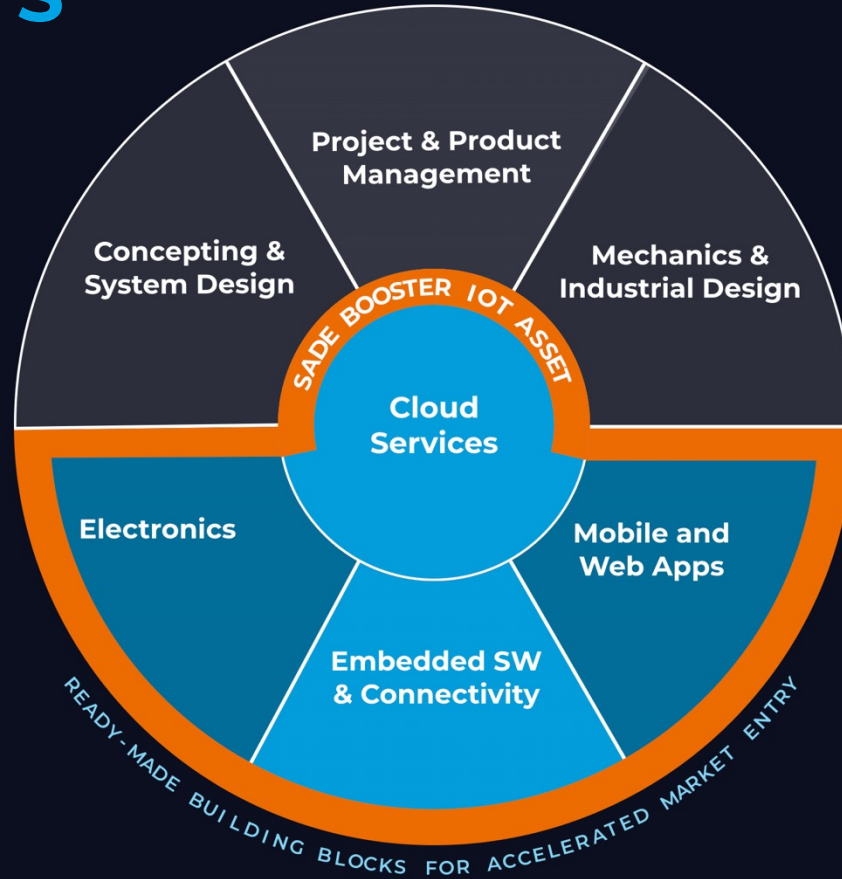 s
Project & Product
Management
Concepting &
System Design
Mechanics &
Industrial Design
SADE BOOSTER IOT ASSET
Cloud
Services
Electronics
Mobile and
Web Apps
Embedded SW
& Connectivity
READY-MADE BUILDING BLOCKS FOR ACCELERATED MARKET ENTRY